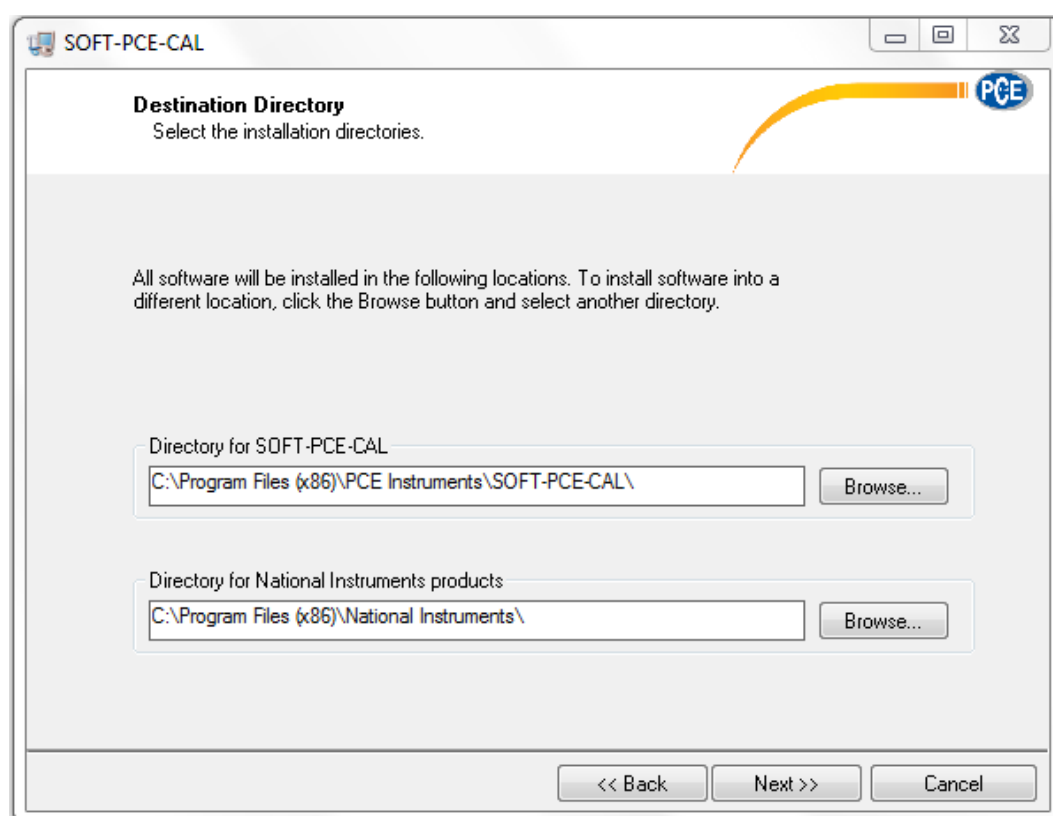 SOFT-PCE-CAL
PCE
Destination Directory
Select the installation directories.
All software will be installed in the following locations. To install software into a
different location, click the Browse button and select another directory.
Directory for SOFT-PCE-CAL
C:\Program Files (x86)\PCE Instruments\SOFT-PCE-CAL\
Browse...
Directory for National Instruments products
C:\Program Files (x86)\National Instruments\
Browse...
<< Back
Next >>
Cancel